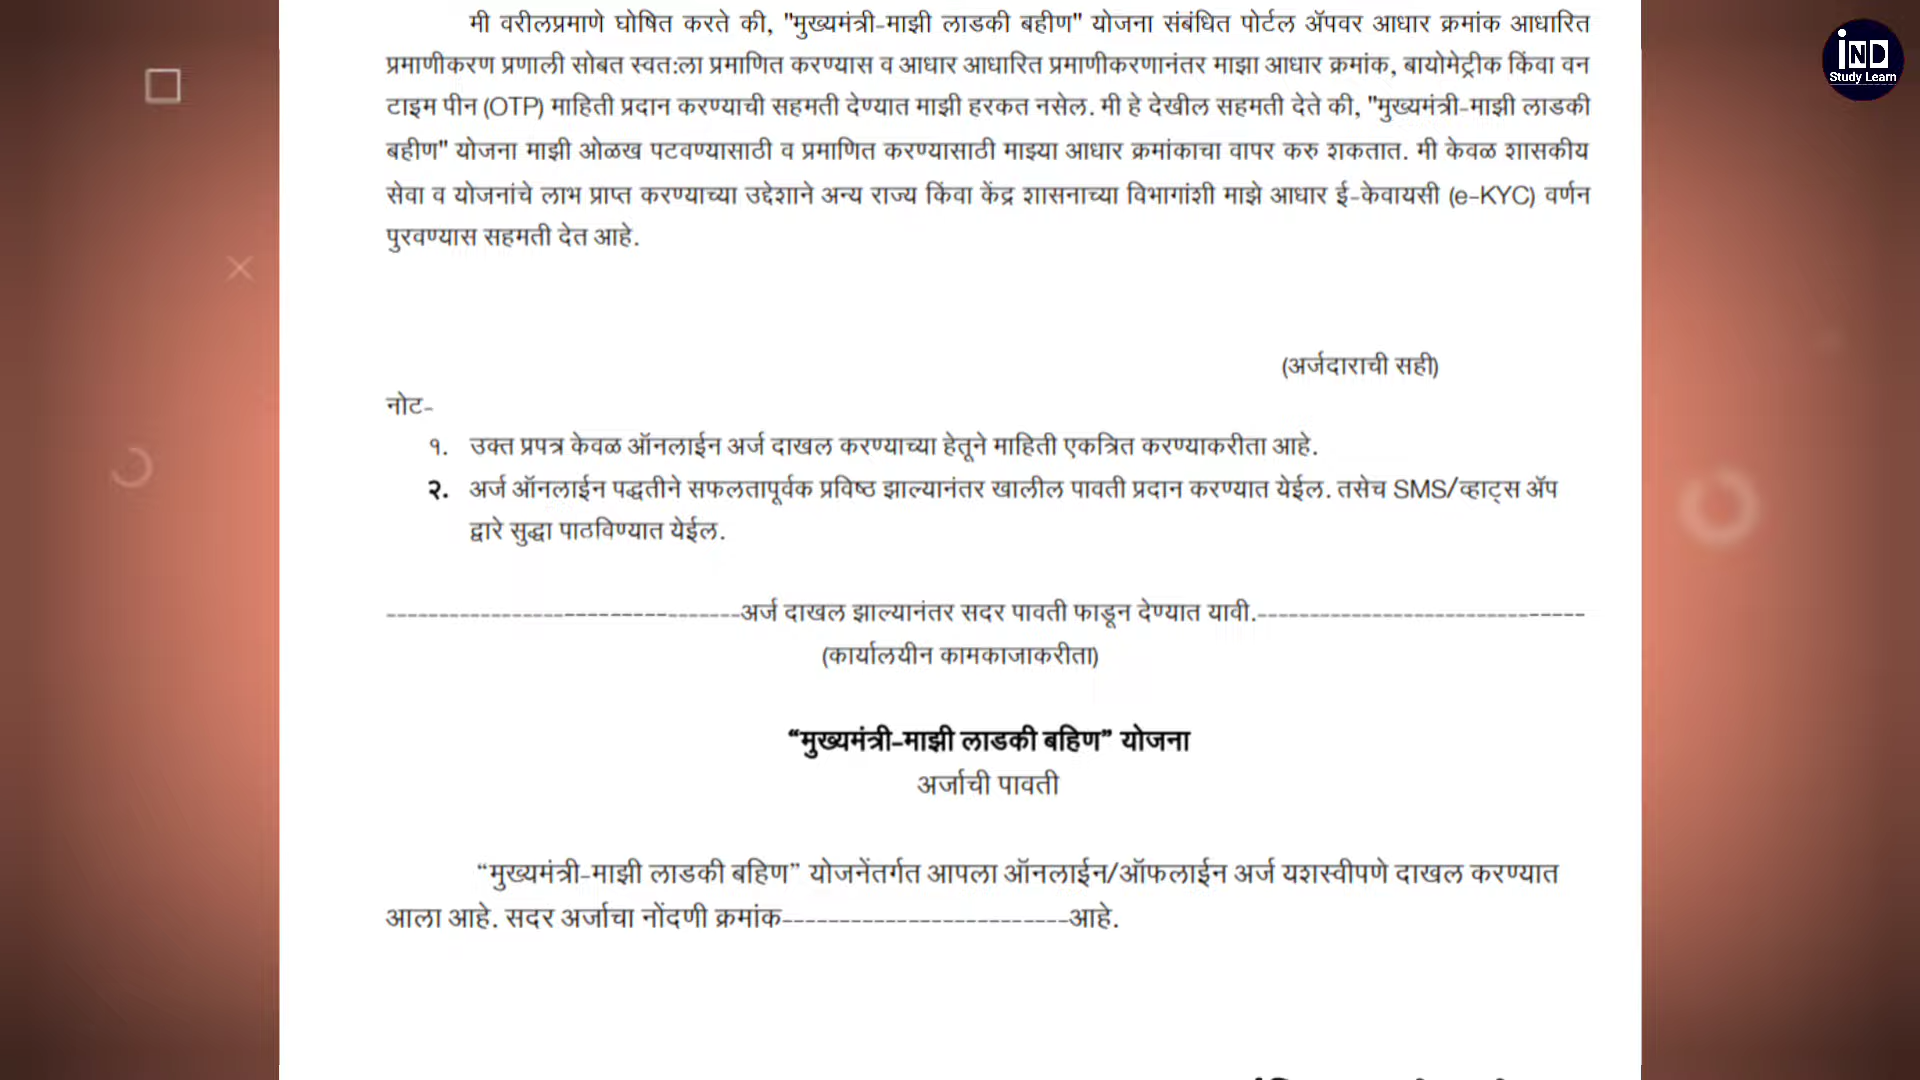 मी वरीलप्रमाणे घोषित करते की, "मुख्यमंत्री-माझी लाडकी बहीण" योजना संबंधित पोर्टल ॲपवर आधार क्रमांक आधारित
प्रमाणीकरण प्रणाली सोबत स्वत:ला प्रमाणित करण्यास व आधार आधारित प्रमाणीकरणानंतर माझा आधार क्रमांक, बायोमेट्रीक किंवा वन
टाइम पीन (OTP) माहिती प्रदान करण्याची सहमती देण्यात माझी हरकत नसेल. मी हे देखील सहमती देते की, "मुख्यमंत्री-माझी लाडकी
बहीण" योजना माझी ओळख पटवण्यासाठी व प्रमाणित करण्यासाठी माझ्या आधार क्रमांकाचा वापर करु शकतात. मी केवळ शासकीय
सेवा व योजनांचे लाभ प्राप्त करण्याच्या उद्देशाने अन्य राज्य किंवा केंद्र शासनाच्या विभागांशी माझे आधार ई-केवायसी (e-KYC) वर्णन
पुरवण्यास सहमती देत आहे.
(अर्जदाराची सही)
नोट-
१. उक्त प्रपत्र केवळ ऑनलाईन अर्ज दाखल करण्याच्या हेतूने माहिती एकत्रित करण्याकरीता आहे.
२. अर्ज ऑनलाईन पद्धतीने सफलतापूर्वक प्रविष्ठ झाल्यानंतर खालील पावती प्रदान करण्यात येईल. तसेच SMS/व्हाट्स ॲप
द्वारे सुद्धा पाठविण्यात येईल.
----------------------------------अर्ज दाखल झाल्यानंतर सदर पावती फाडून देण्यात यावी.--------------------------------
(कार्यालयीन कामकाजाकरीता)
“मुख्यमंत्री-माझी लाडकी बहिण” योजना
अर्जाची पावती
“मुख्यमंत्री-माझी लाडकी बहिण” योजनेंतर्गत आपला ऑनलाईन/ऑफलाईन अर्ज यशस्वीपणे दाखल करण्यात
आला आहे. सदर अर्जाचा नोंदणी क्रमांक-------------------------आहे.
iND
Study Learn